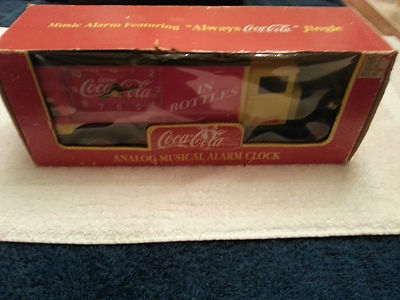 Music Alarm Featuring "Always Coca-Cola" Jingle
Coca-Cola
IN
BOTTLES
Coca-Cola
ANALOG MUSICAL ALARM CLOCK